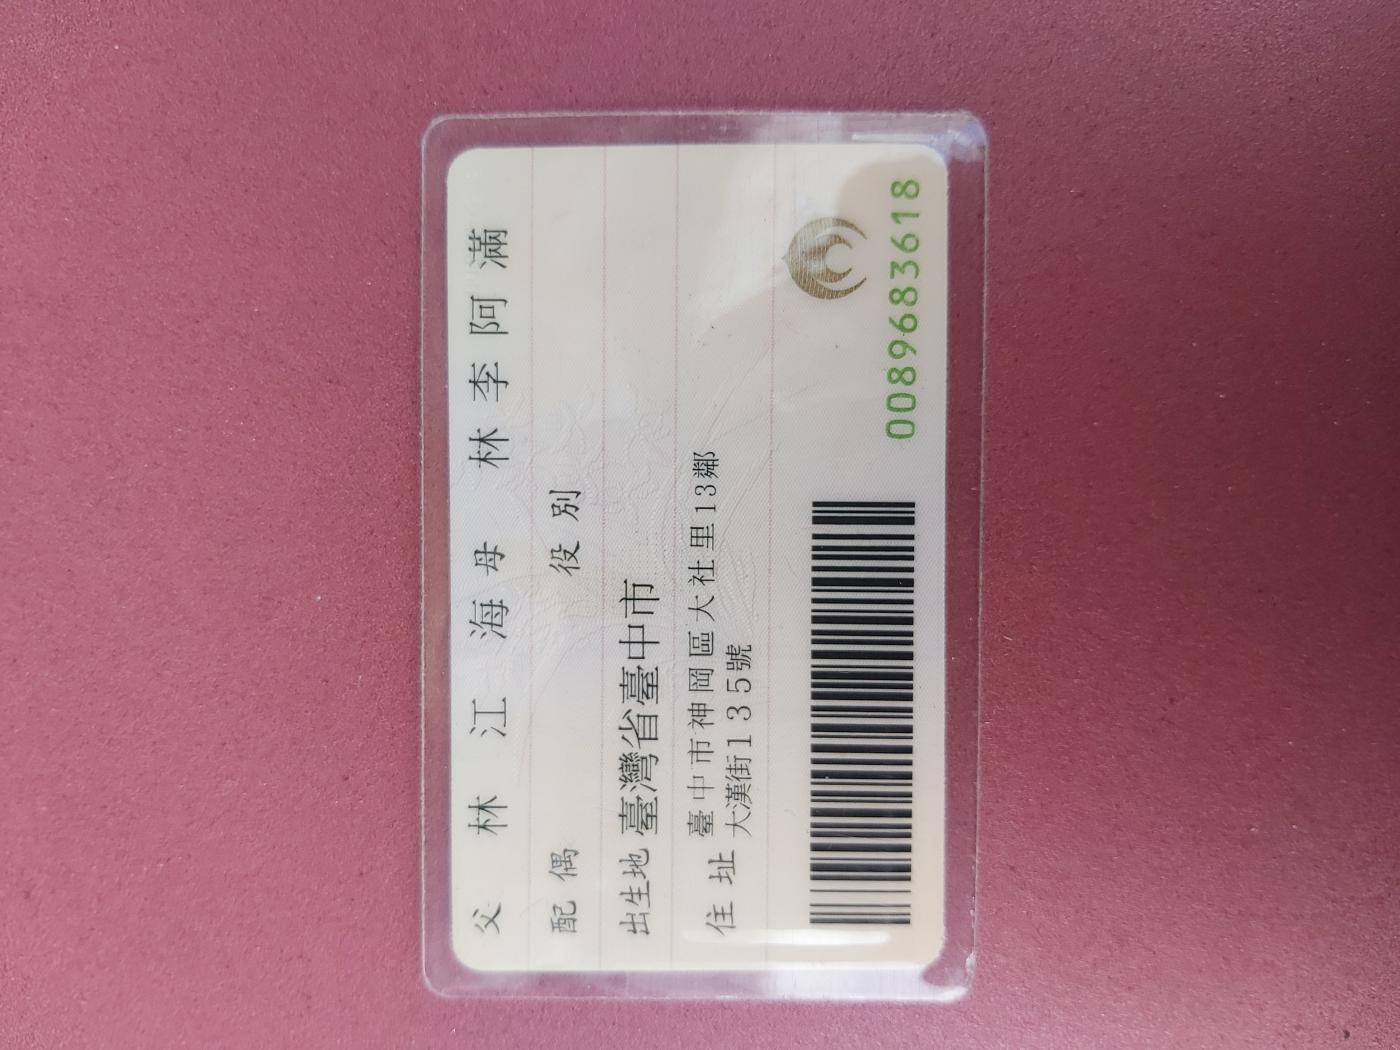 父 林江海 母 林李阿滿
配偶 役別
出生地 臺灣省臺中市
住址 臺中市神岡區大社里13鄰
大漢街135號
0089683618